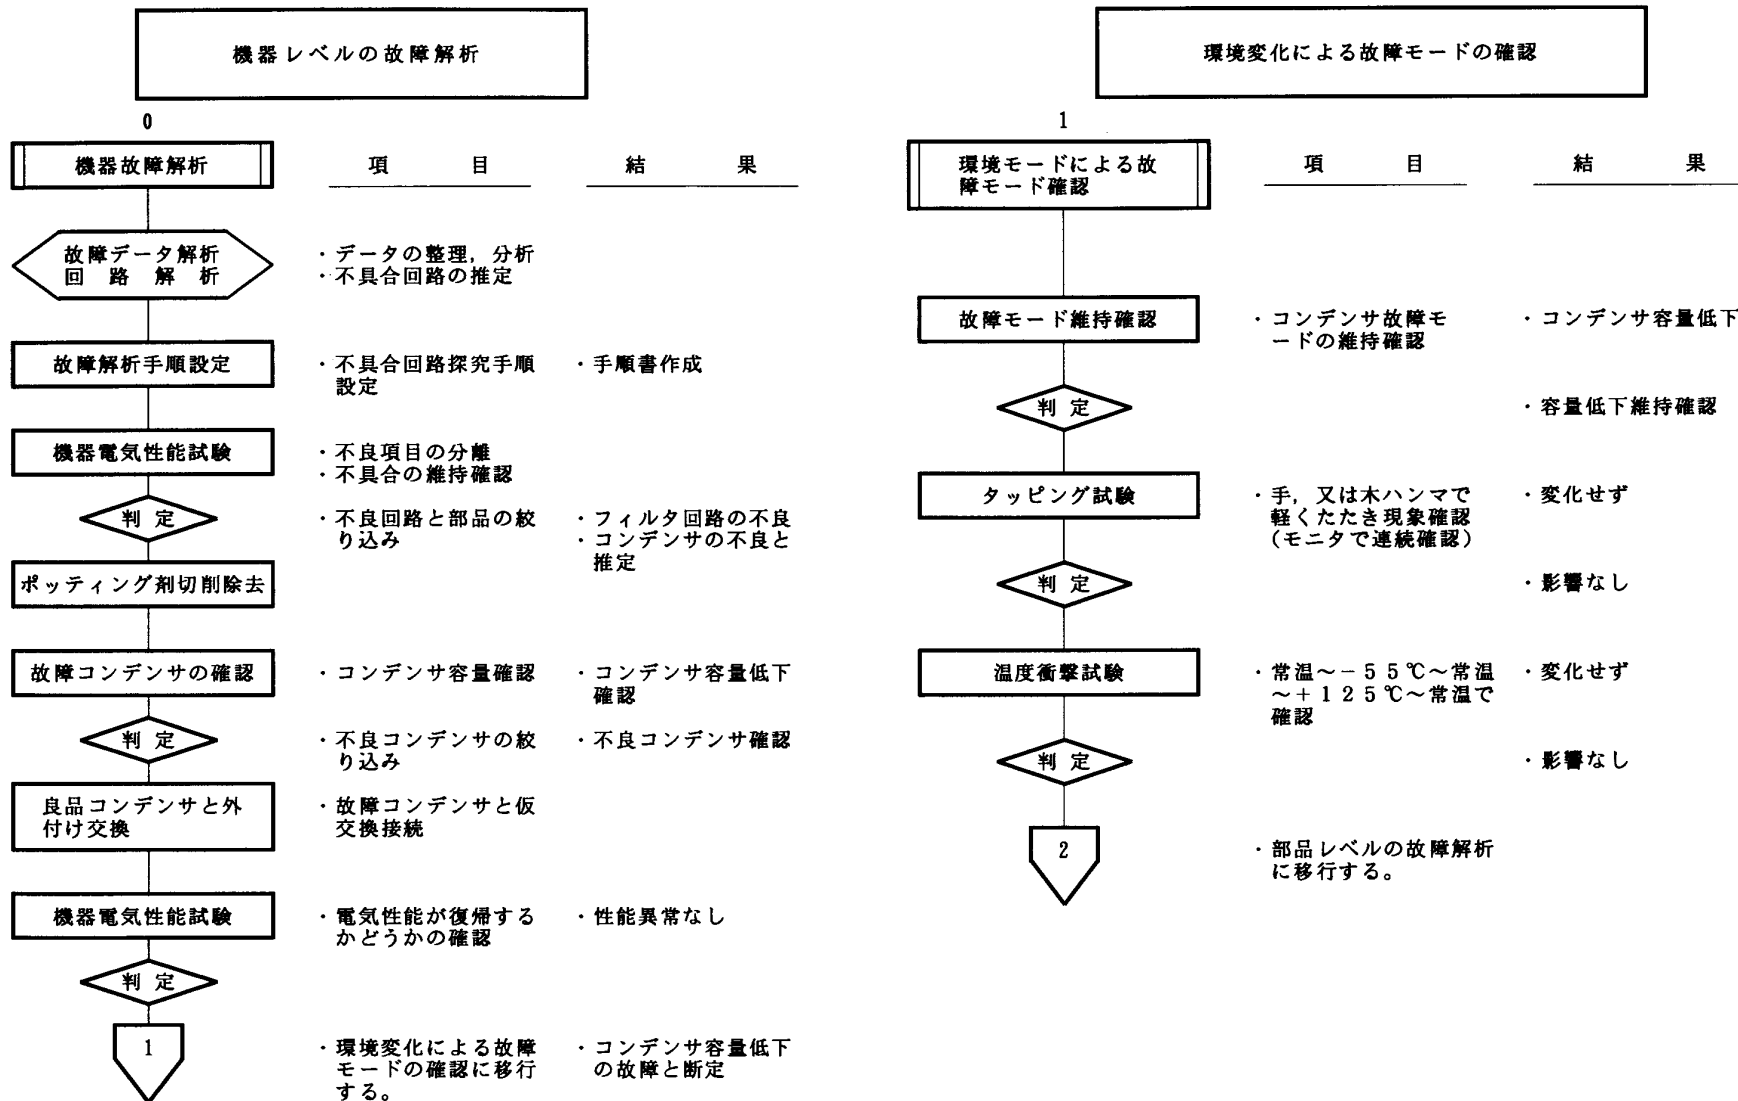 機器レベルの故障解析
0
機器故障解析
項 目
結 果
故障データ解析
回 路 解 析
・データの整理，分析
・不具合回路の推定
故障解析手順設定
・不具合回路探究手順
設定
・手順書作成
機器電気性能試験
・不良項目の分離
・不具合の維持確認
判 定
・不良回路と部品の絞
り込み
・フィルタ回路の不良
・コンデンサの不良と
推定
ポッティング剤切削除去
故障コンデンサの確認
・コンデンサ容量確認
・コンデンサ容量低下
確認
判 定
・不良コンデンサの絞
り込み
・不良コンデンサ確認
良品コンデンサと外
付け交換
・故障コンデンサと仮
交換接続
機器電気性能試験
・電気性能が復帰する
かどうかの確認
・性能異常なし
判 定
1
・環境変化による故障
モードの確認に移行
する。
・コンデンサ容量低下
の故障と断定
環境変化による故障モードの確認
1
環境モードによる故
障モード確認
項 目
結 果
故障モード維持確認
・コンデンサ故障モ
ードの維持確認
・コンデンサ容量低下
判 定
・容量低下維持確認
タッピング試験
・手，又は木ハンマで
軽くたたき現象確認
（モニタで連続確認）
・変化せず
判 定
・影響なし
温度衝撃試験
・常温～－５５℃～常温
～＋１２５℃～常温で
確認
・変化せず
判 定
・影響なし
2
・部品レベルの故障解析
に移行する。